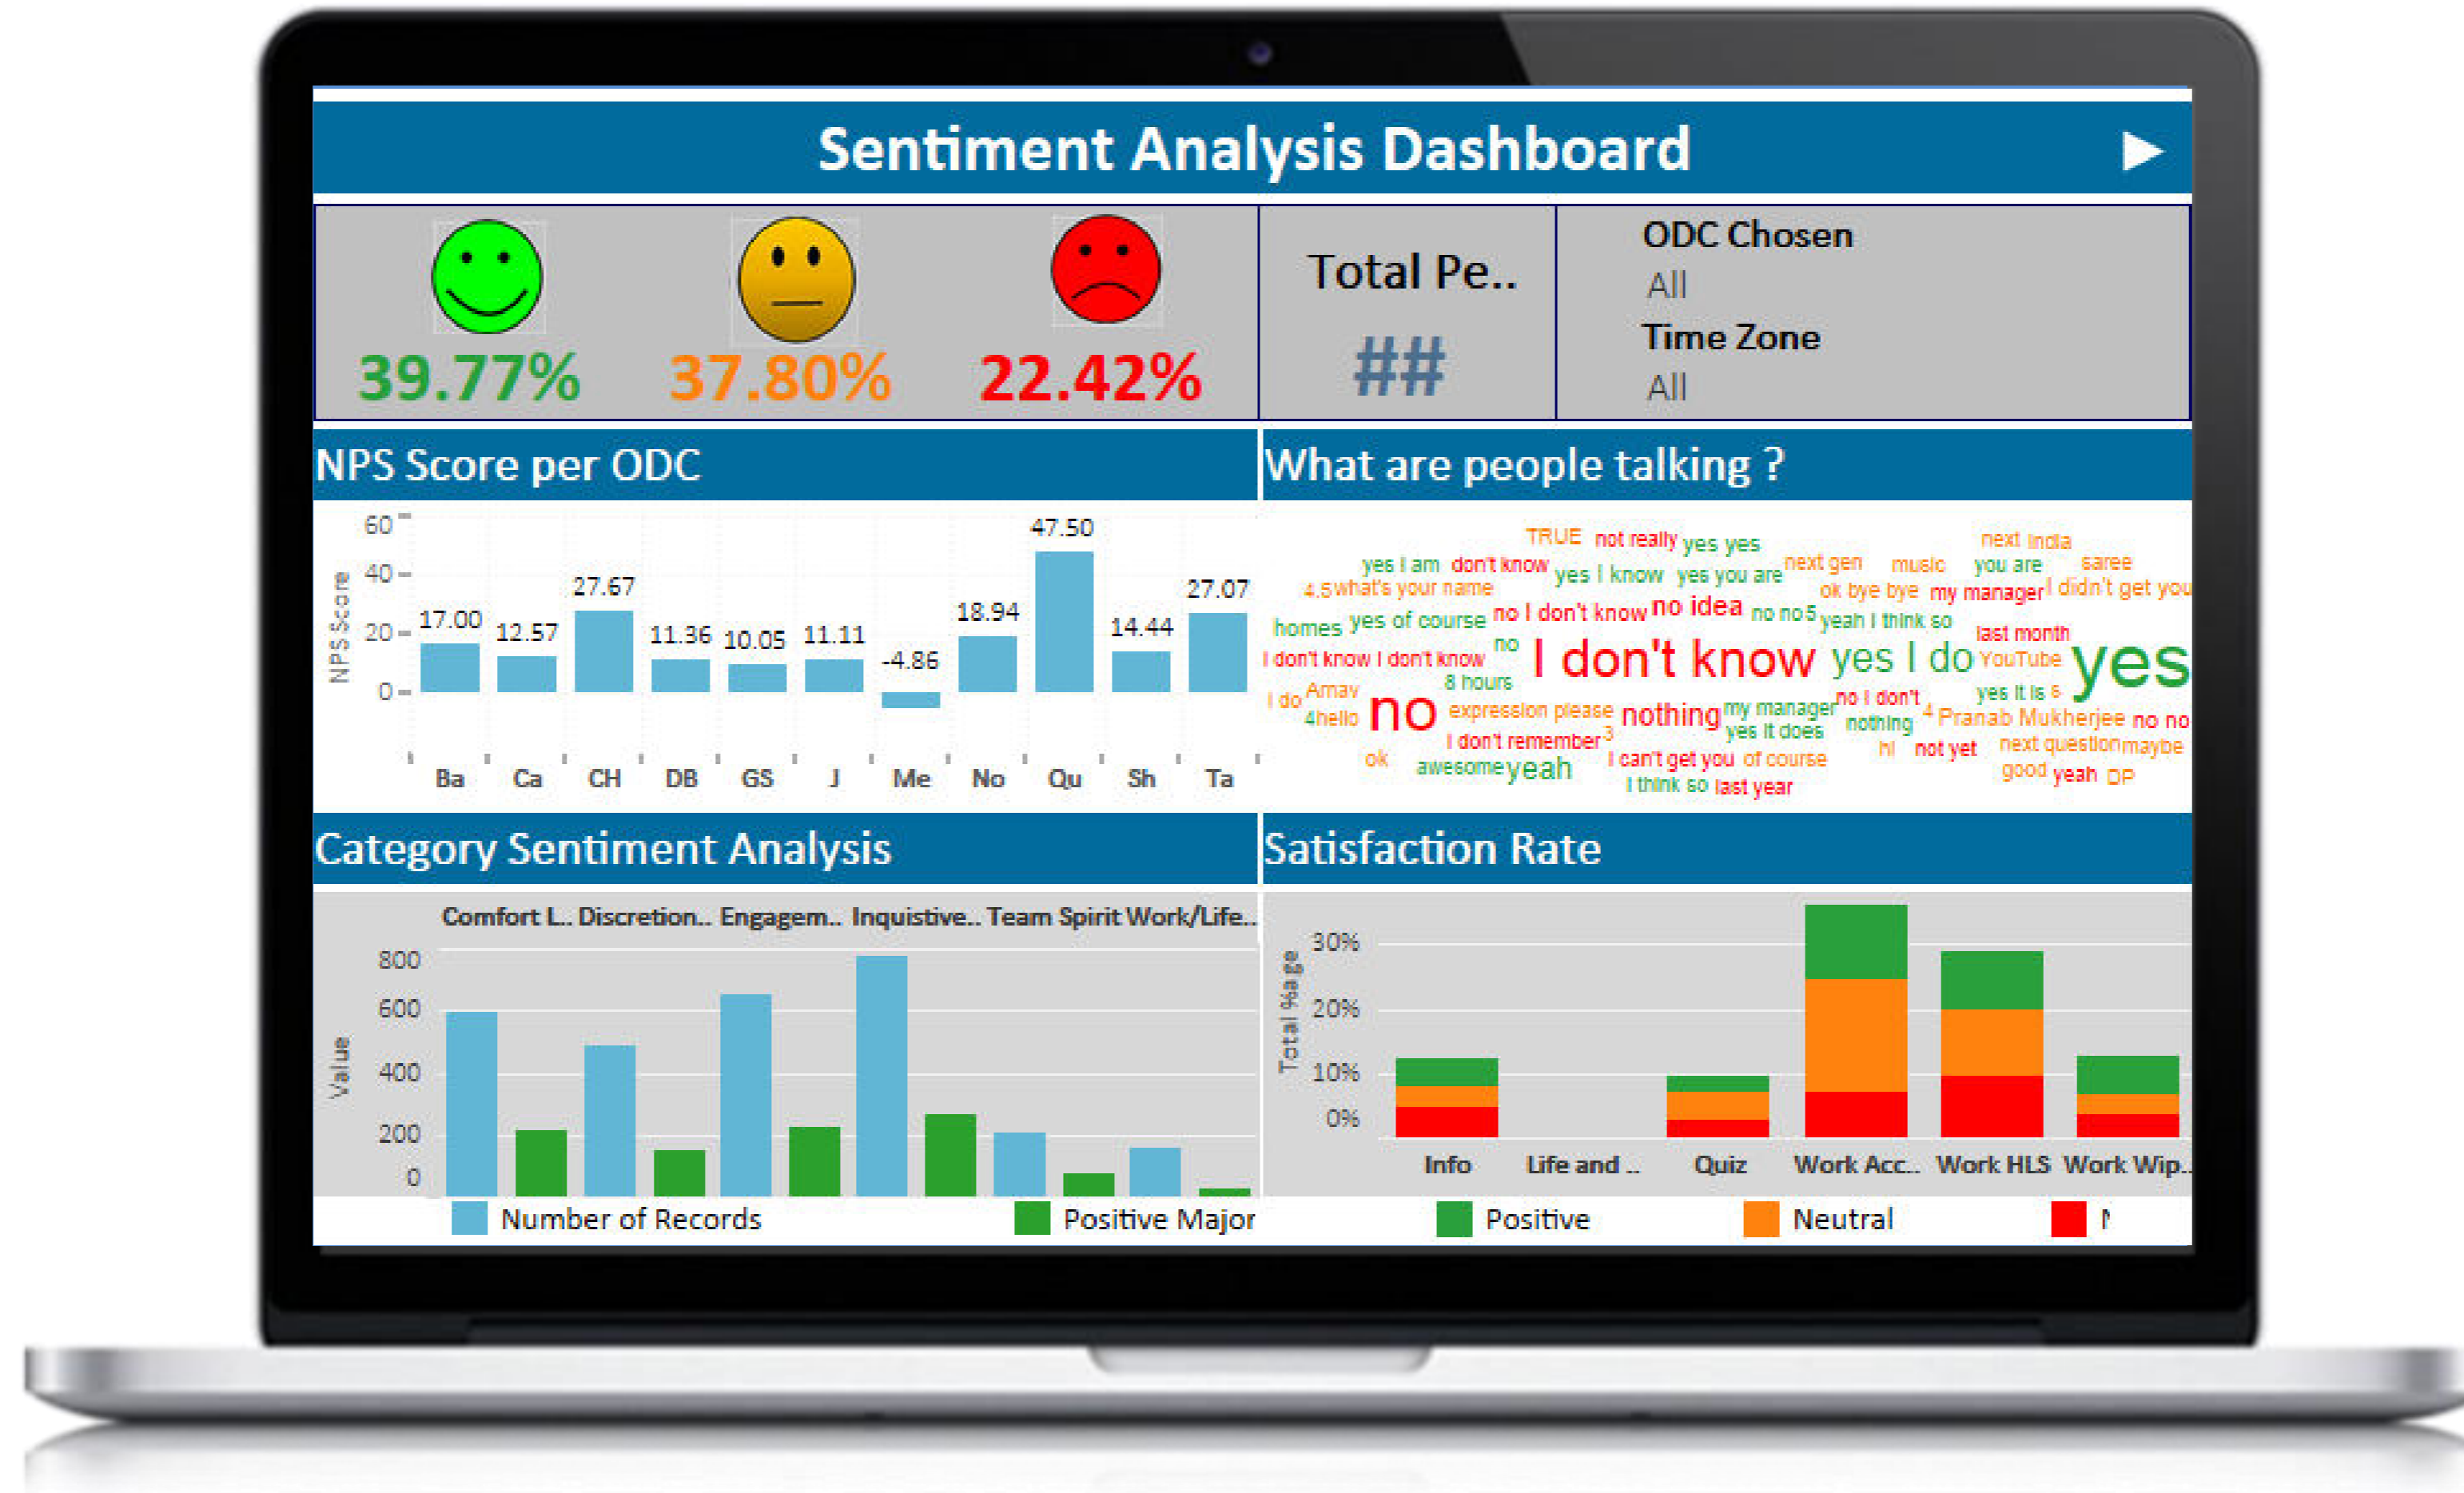 Sentiment Analysis Dashboard
39.77%
37.80%
22.42%
Total Pe..
##
ODC Chosen
All
Time Zone
All
NPS Score per ODC
NPS Score
60
40
20
0
17.00
12.57
27.67
11.36
10.05
11.11
-4.86
18.94
47.50
14.44
27.07
Ba
Ca
CH
DB
GS
J
Me
No
Qu
Sh
Ta
What are people talking ?
TRUE
not really
yes yes
next India
yes I am
don't know
yes I know
yes you are
next gen
music
you are
saree
4.5
what's your name
ok bye bye
my manager
I didn't get you
homes
yes of course
no I don't know
no idea
no no
5
yeah I think so
last month
I don't know I don't know
no
I don't know
yes I do
YouTube
yes
8 hours
I do
Arnav
no I don't
yes it is
4
hello
no
expression please
nothing
my manager
nothing
4
Pranab Mukherjee
no no
I don't remember
3
yes it does
ok
awesome
yeah
I can't get you
of course
hi
not yet
next question
maybe
I think so
last year
good
yeah
DP
Category Sentiment Analysis
Comfort L..
Discretion..
Engagem..
Inquistive..
Team Spirit
Work/Life..
Value
800
600
400
200
0
Number of Records
Positive Major
Satisfaction Rate
Total %age
30%
20%
10%
0%
Info
Life and ..
Quiz
Work Acc..
Work HLS
Work Wip..
Positive
Neutral